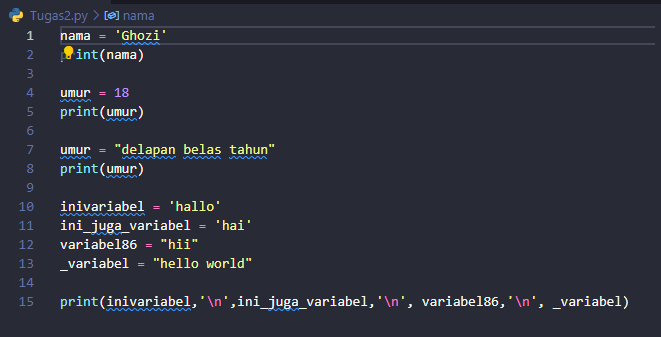 Tugas2.py > nama
1 nama = 'Ghozi'
2 print(nama)
3
4 umur = 18
5 print(umur)
6
7 umur = "delapan belas tahun"
8 print(umur)
9
10 inivariabel = 'hallo'
11 ini_juga_variabel = 'hai'
12 variabel86 = "hii"
13 _variabel = "hello world"
14
15 print(inivariabel,'\n',ini_juga_variabel,'\n', variabel86,'\n', _variabel)